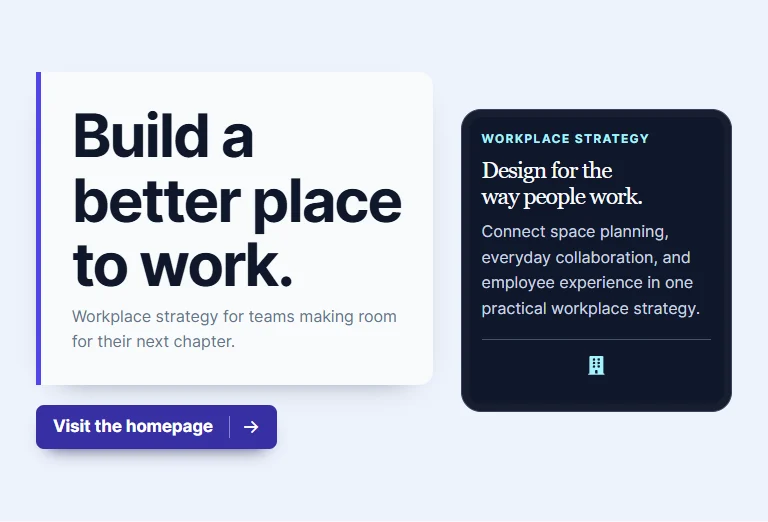 Build a
better place
to work.
Workplace strategy for teams making room
for their next chapter.
Visit the homepage
WORKPLACE STRATEGY
Design for the
way people work.
Connect space planning,
everyday collaboration, and
employee experience in one
practical workplace strategy.